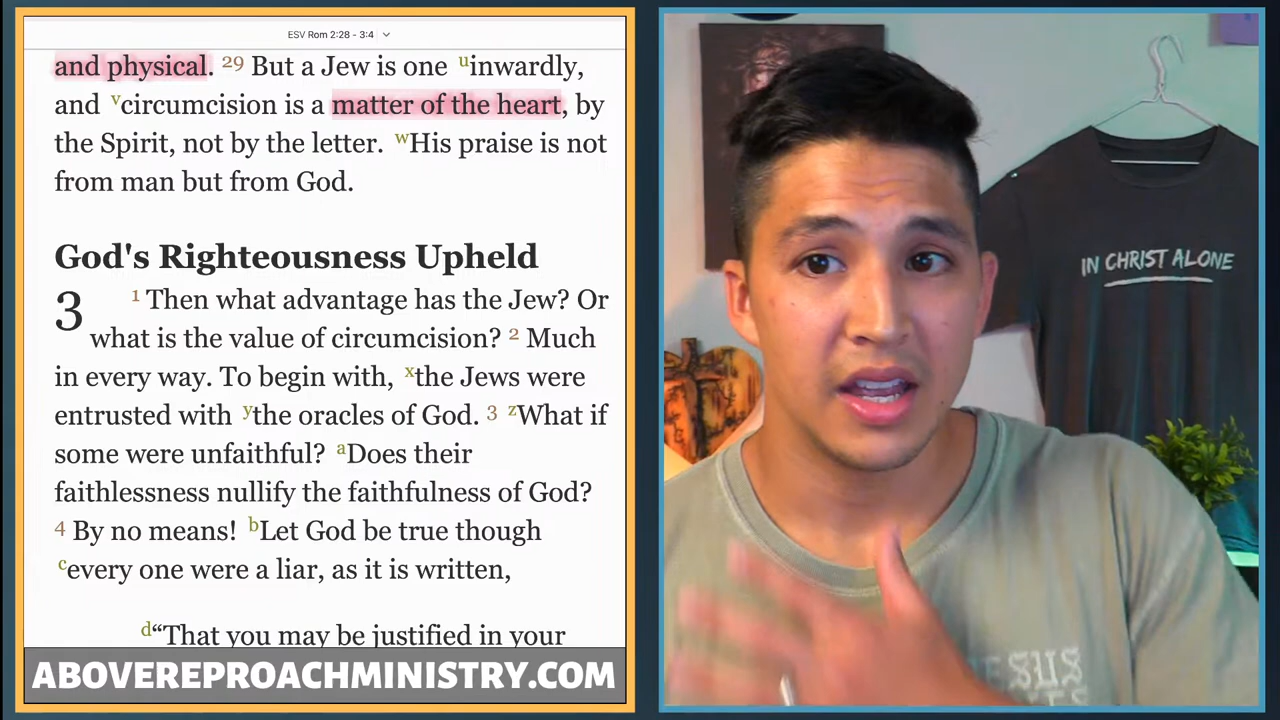 ESV Rom 2:28 - 3:4
and physical. 29 But a Jew is one uinwardly,
and vcircumcision is a matter of the heart, by
the Spirit, not by the letter. wHis praise is not
from man but from God.
God's Righteousness Upheld
3 1 Then what advantage has the Jew? Or
what is the value of circumcision? 2 Much
in every way. To begin with, xthe Jews were
entrusted with ythe oracles of God. 3 zWhat if
some were unfaithful? aDoes their
faithlessness nullify the faithfulness of God?
4 By no means! bLet God be true though
cevery one were a liar, as it is written,
d“That you may be justified in your
ABOVEREPROACHMINISTRY.COM
IN CHRIST ALONE